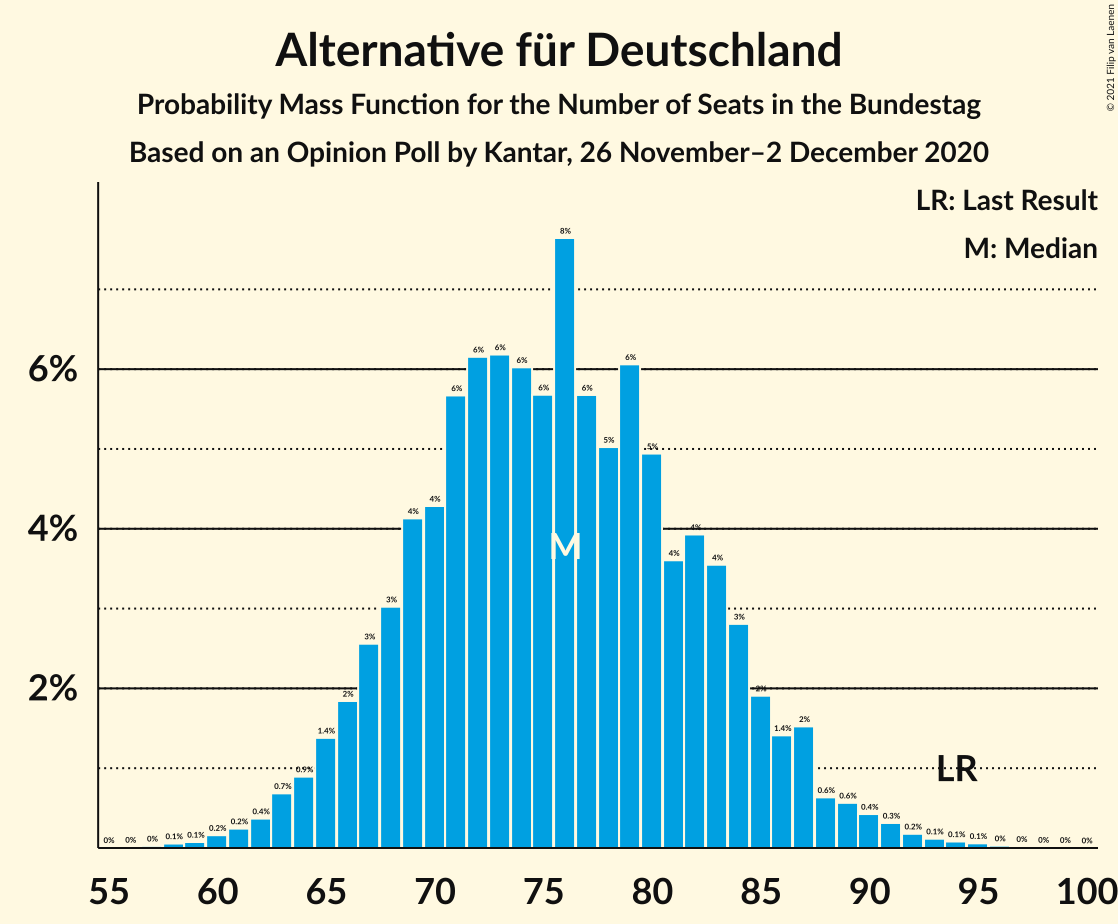 Alternative für Deutschland
Probability Mass Function for the Number of Seats in the Bundestag
Based on an Opinion Poll by Kantar, 26 November–2 December 2020
© 2021 Filip van Laenen
LR: Last Result
M: Median
6%
4%
2%
0% 0% 0% 0.1% 0.1% 0.2% 0.2% 0.4% 0.7% 0.9% 1.4% 2% 3% 3% 4% 4% 6% 6% 6% 6% 6% 8% 6% 5% 6% 5% 4% 4% 4% 3% 2% 1.4% 2% 0.6% 0.6% 0.4% 0.3% 0.2% 0.1% 0.1% 0.1% 0% 0% 0% 0% 0%
M
LR
55 60 65 70 75 80 85 90 95 100